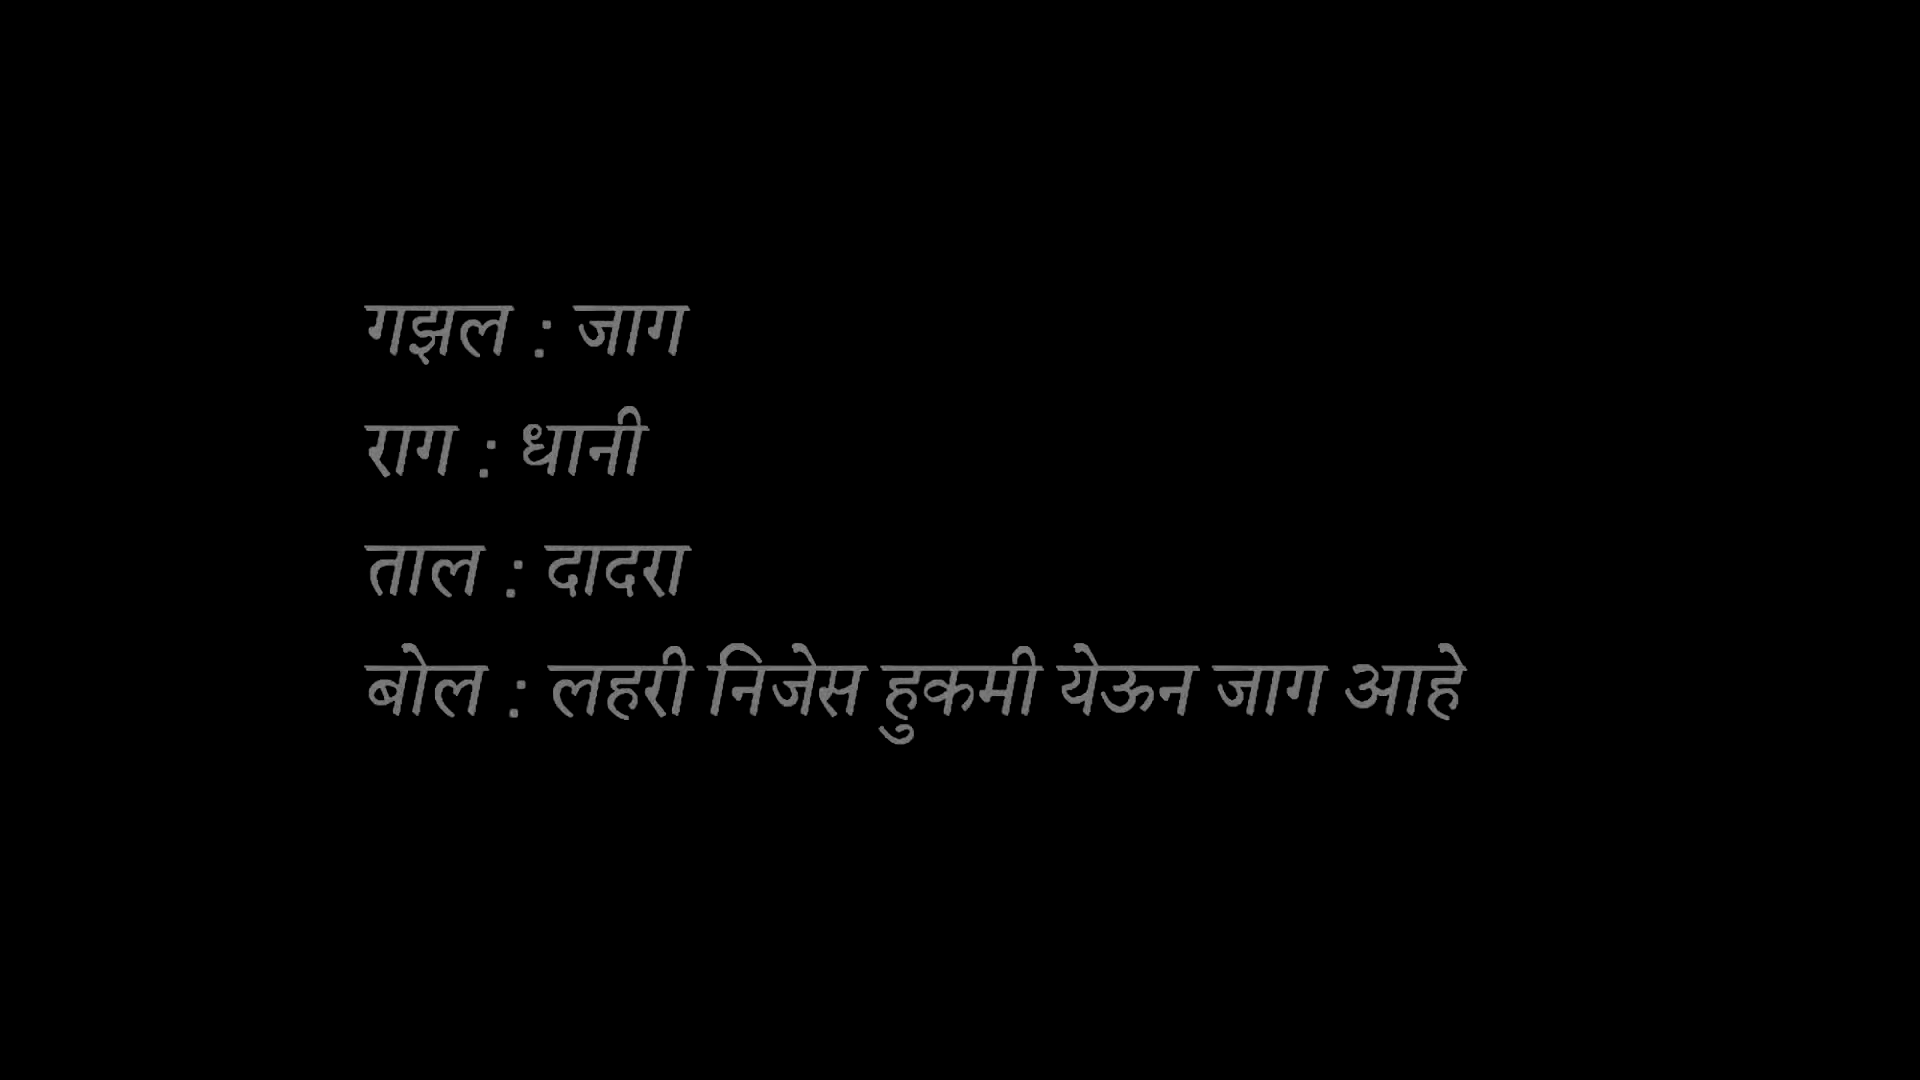 गझल : जाग
राग : धानी
ताल : दादरा
बोल : लहरी निजेस हुकमी येऊन जाग आहे